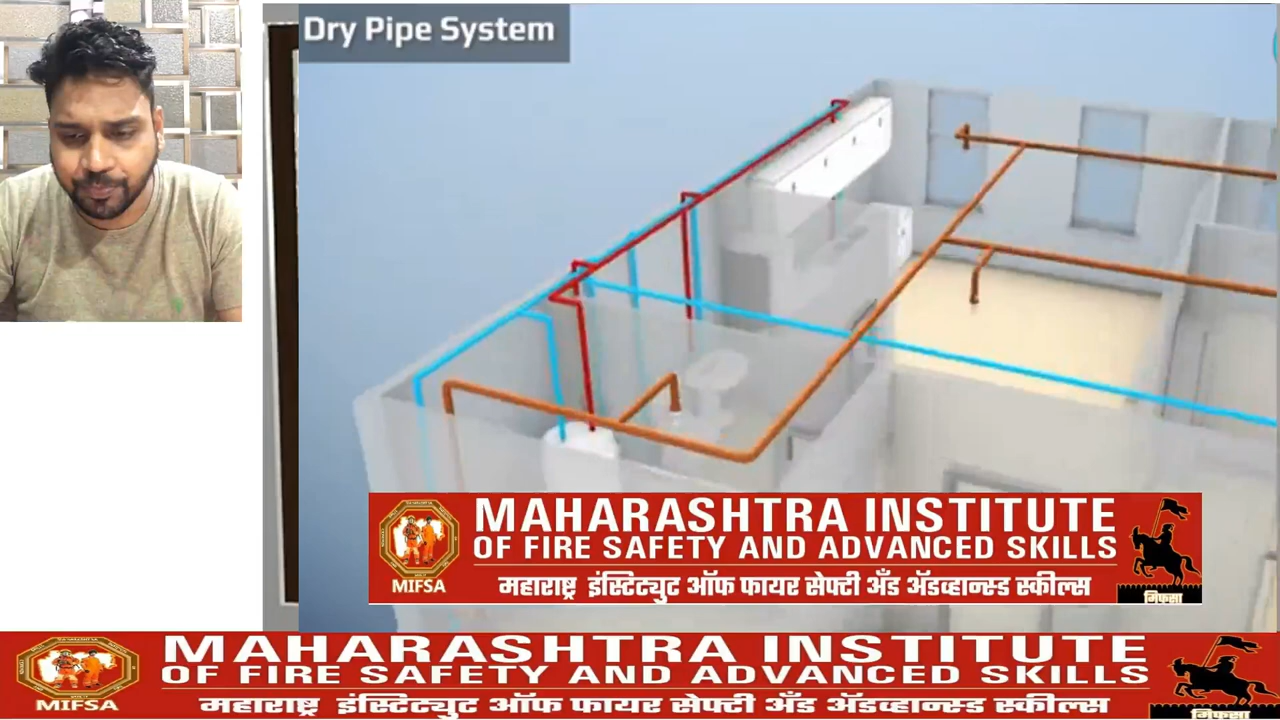 Dry Pipe System
MAHARASHTRA INSTITUTE
OF FIRE SAFETY AND ADVANCED SKILLS
महाराष्ट्र इंस्टिट्युट ऑफ फायर सेफ्टी अँड ॲडव्हान्स्ड स्कील्स
MIFSA
मिफसा
MAHARASHTRA INSTITUTE
OF FIRE SAFETY AND ADVANCED SKILLS
महाराष्ट्र इंस्टिट्युट ऑफ फायर सेफ्टी अँड ॲडव्हान्स्ड स्कील्स
MIFSA
मिफसा